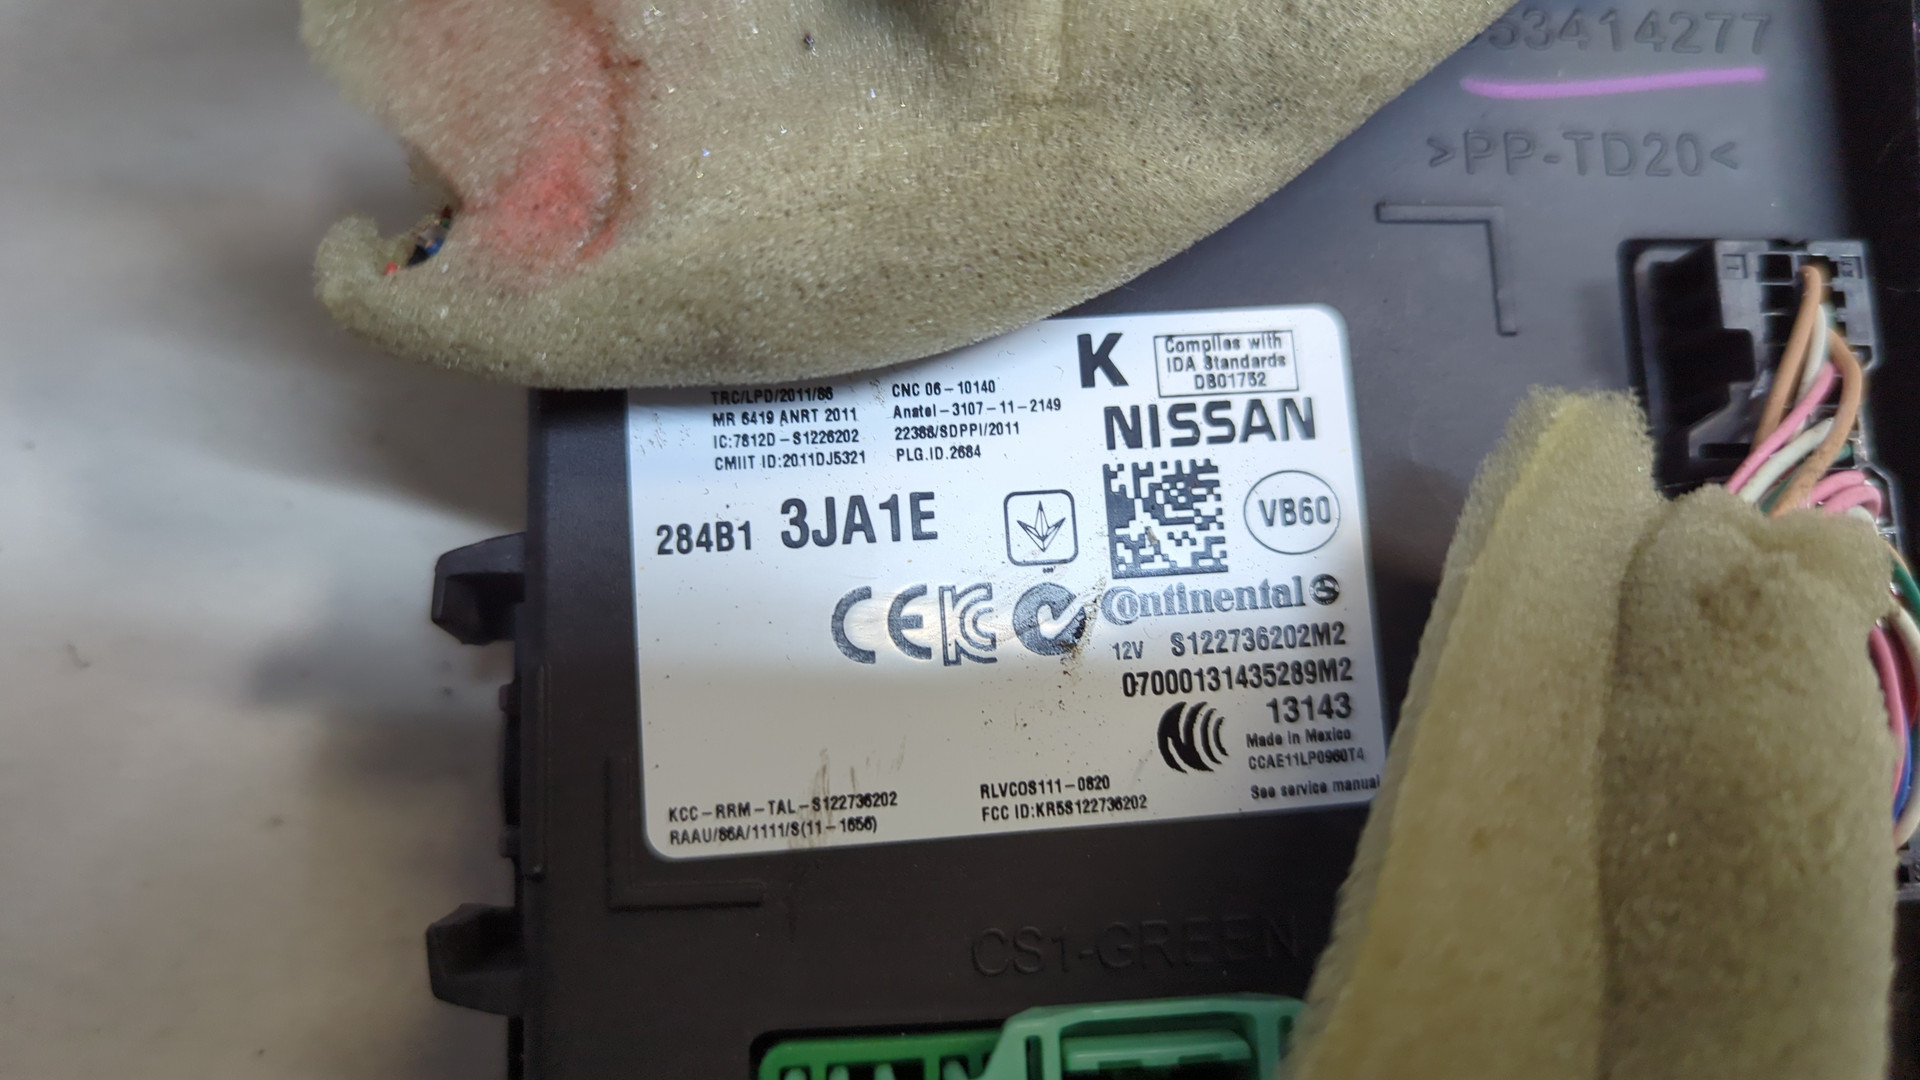 53414277
>PP-TD20<
K
Complies with
IDA Standards
DB01752
TRC/LPD/2011/86
MR 6419 ANRT 2011
IC:7812D-S1226202
CMIIT ID:2011DJ5321
CNC 06-10140
Anatel-3107-11-2149
22388/SDPPI/2011
PLG.ID.2684
NISSAN
284B1 3JA1E
VB60
CE
Continental
12V S122736202M2
07000131435289M2
13143
Made in Mexico
CCAE11LP0960T4
See service manual
KCC-RRM-TAL-S122736202
RAAU/86A/1111/S(11-1656)
RLVCOS111-0820
FCC ID:KR5S122736202
CS1-GREEN